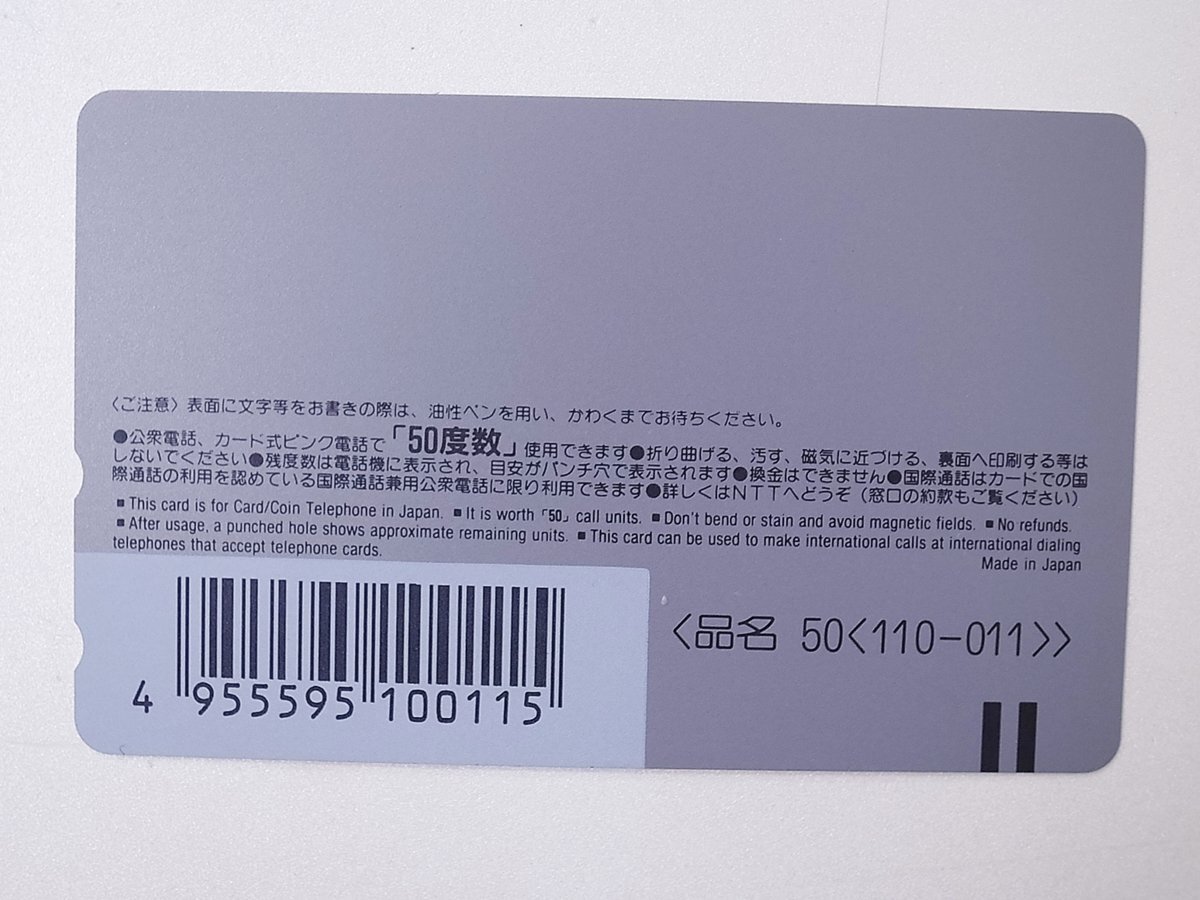 〈ご注意〉表面に文字等をお書きの際は、油性ペンを用い、かわくまでお待ちください。
●公衆電話、カード式ピンク電話で「50度数」使用できます●折り曲げる、汚す、磁気に近づける、裏面へ印刷する等は
しないでください●残度数は電話機に表示され、目安がパンチ穴で表示されます●換金はできません●国際通話はカードでの国
際通話の利用を認めている国際通話兼用公衆電話に限り利用できます●詳しくはNTTへどうぞ（窓口の約款もご覧ください）
■This card is for Card/Coin Telephone in Japan. ■It is worth「50」call units. ■Don't bend or stain and avoid magnetic fields. ■No refunds.
■After usage, a punched hole shows approximate remaining units. ■This card can be used to make international calls at international dialing
telephones that accept telephone cards.
Made in Japan
〈品名 50〈110-011〉〉
4 955595 100115